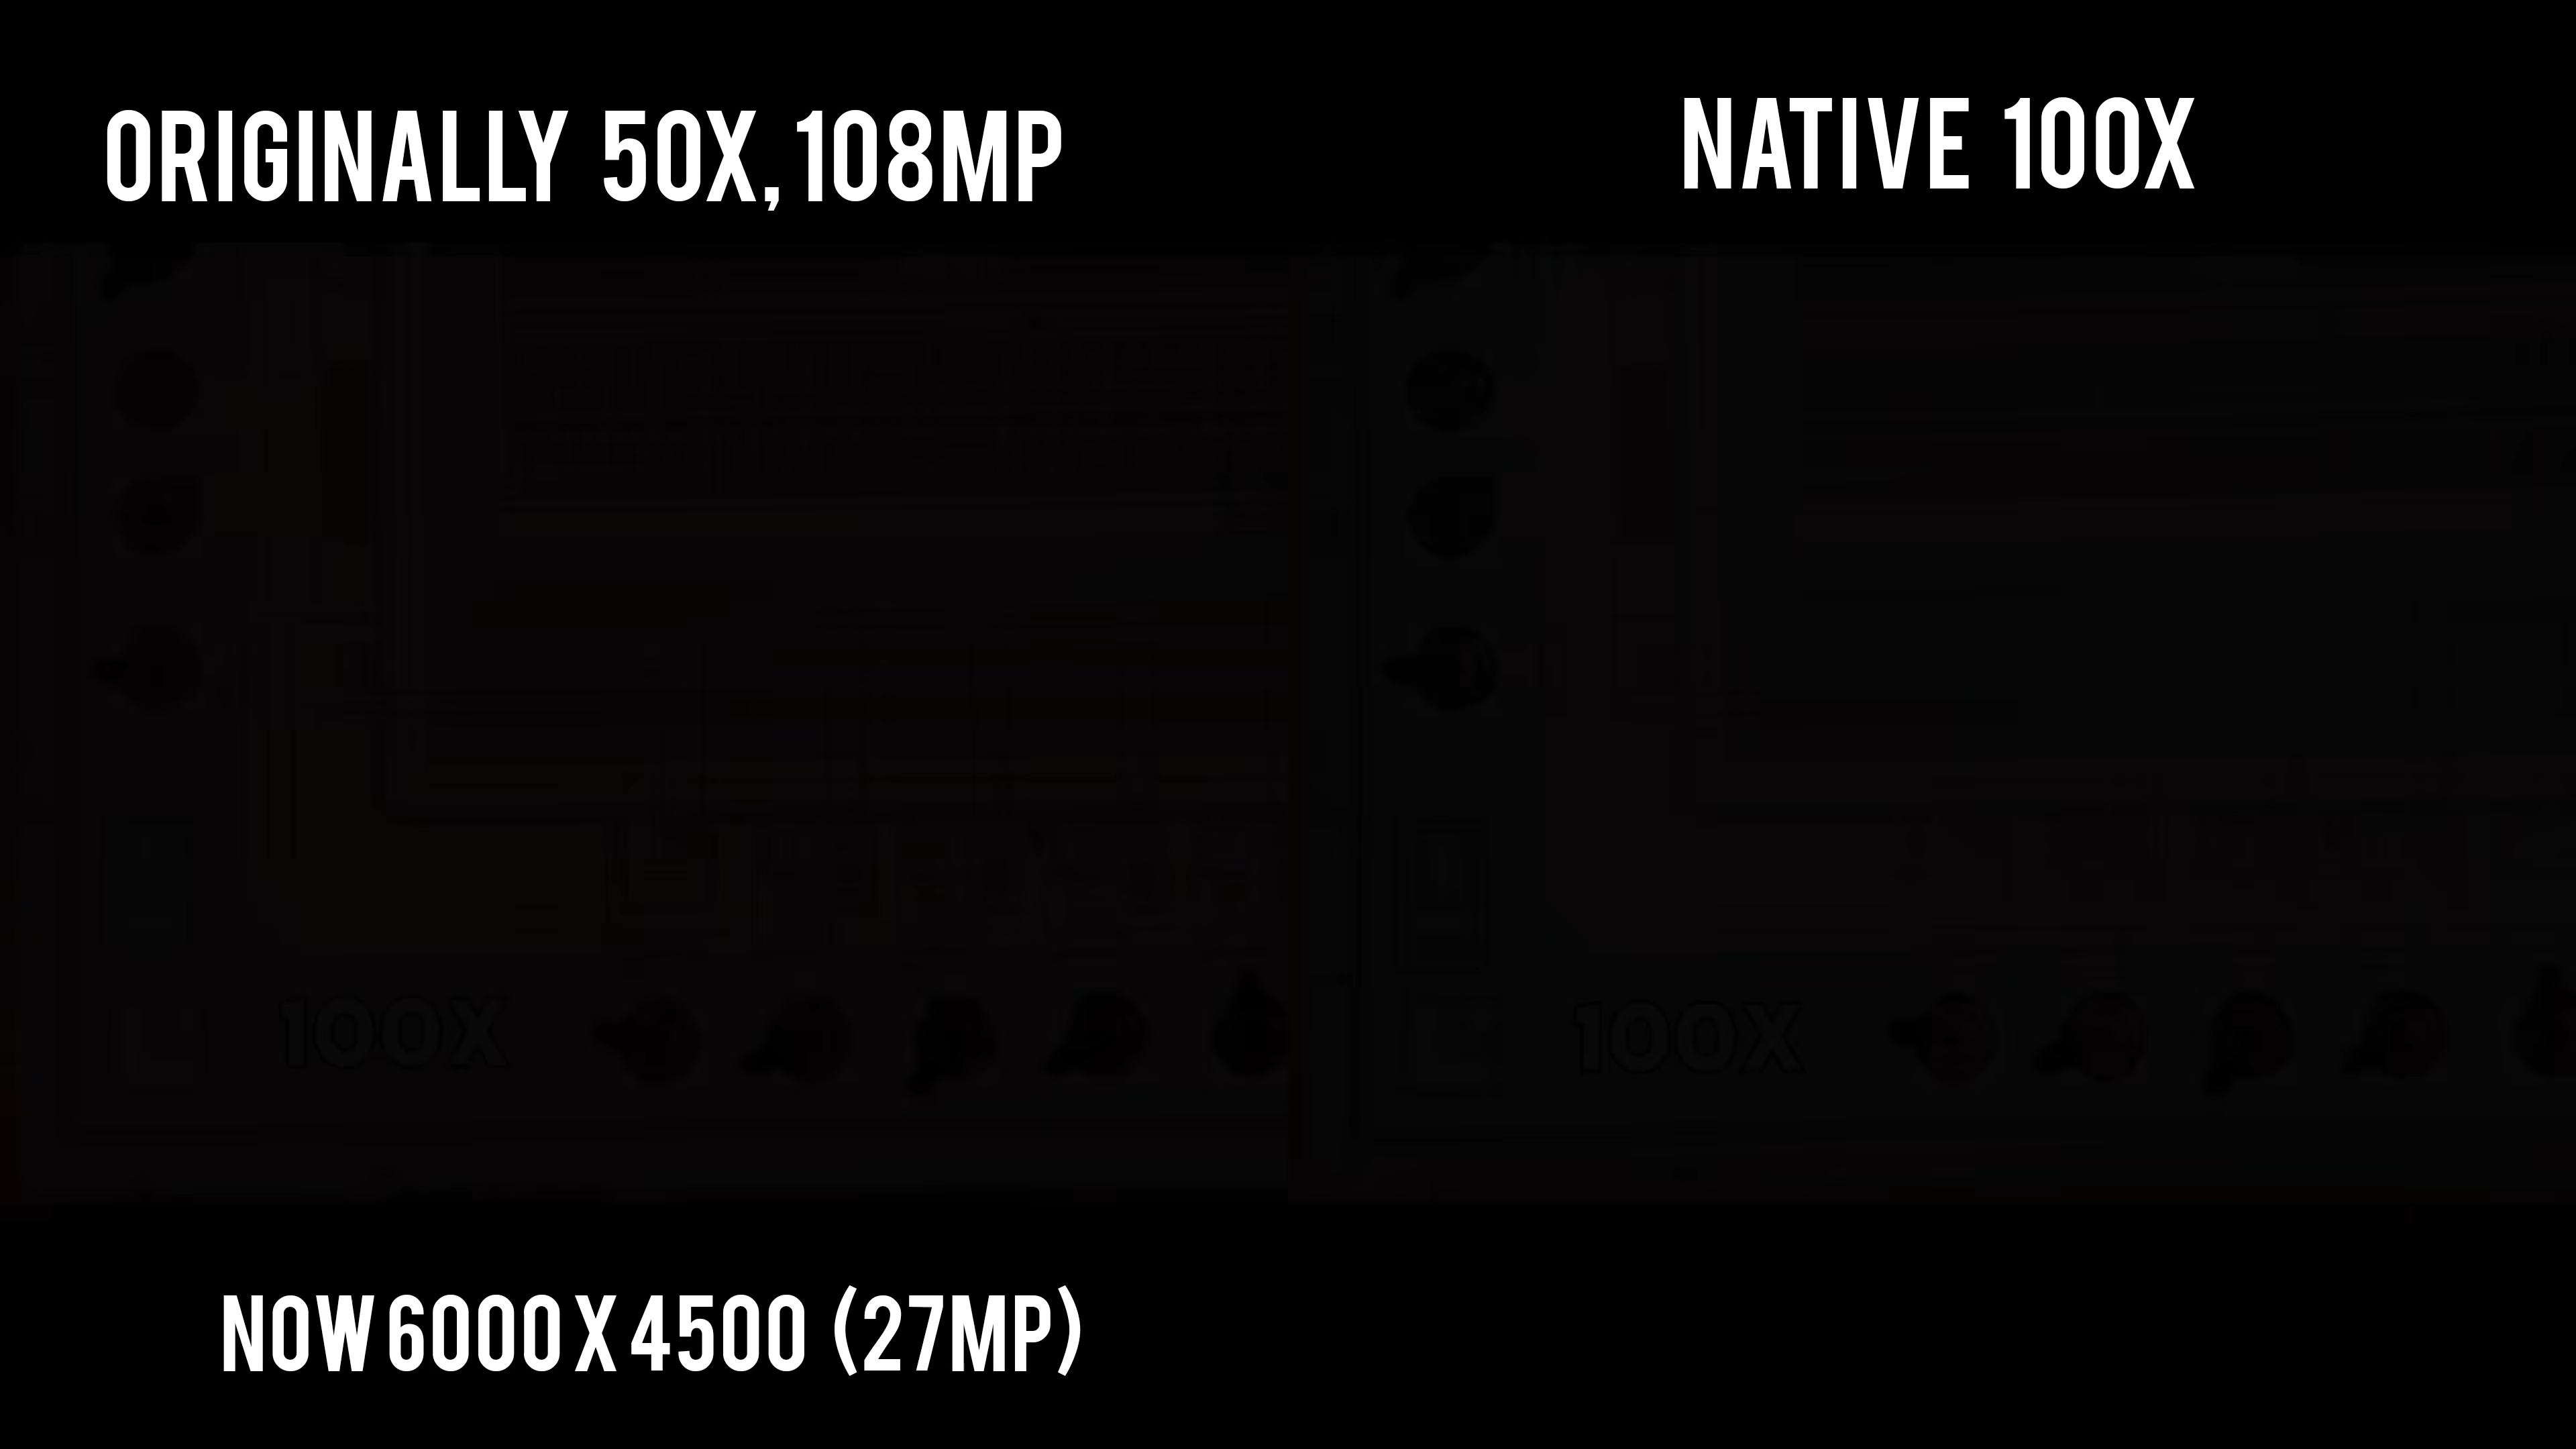 ORIGINALLY 50X, 108MP
NATIVE 100X
100X
100X
NOW 6000 X 4500 (27MP)